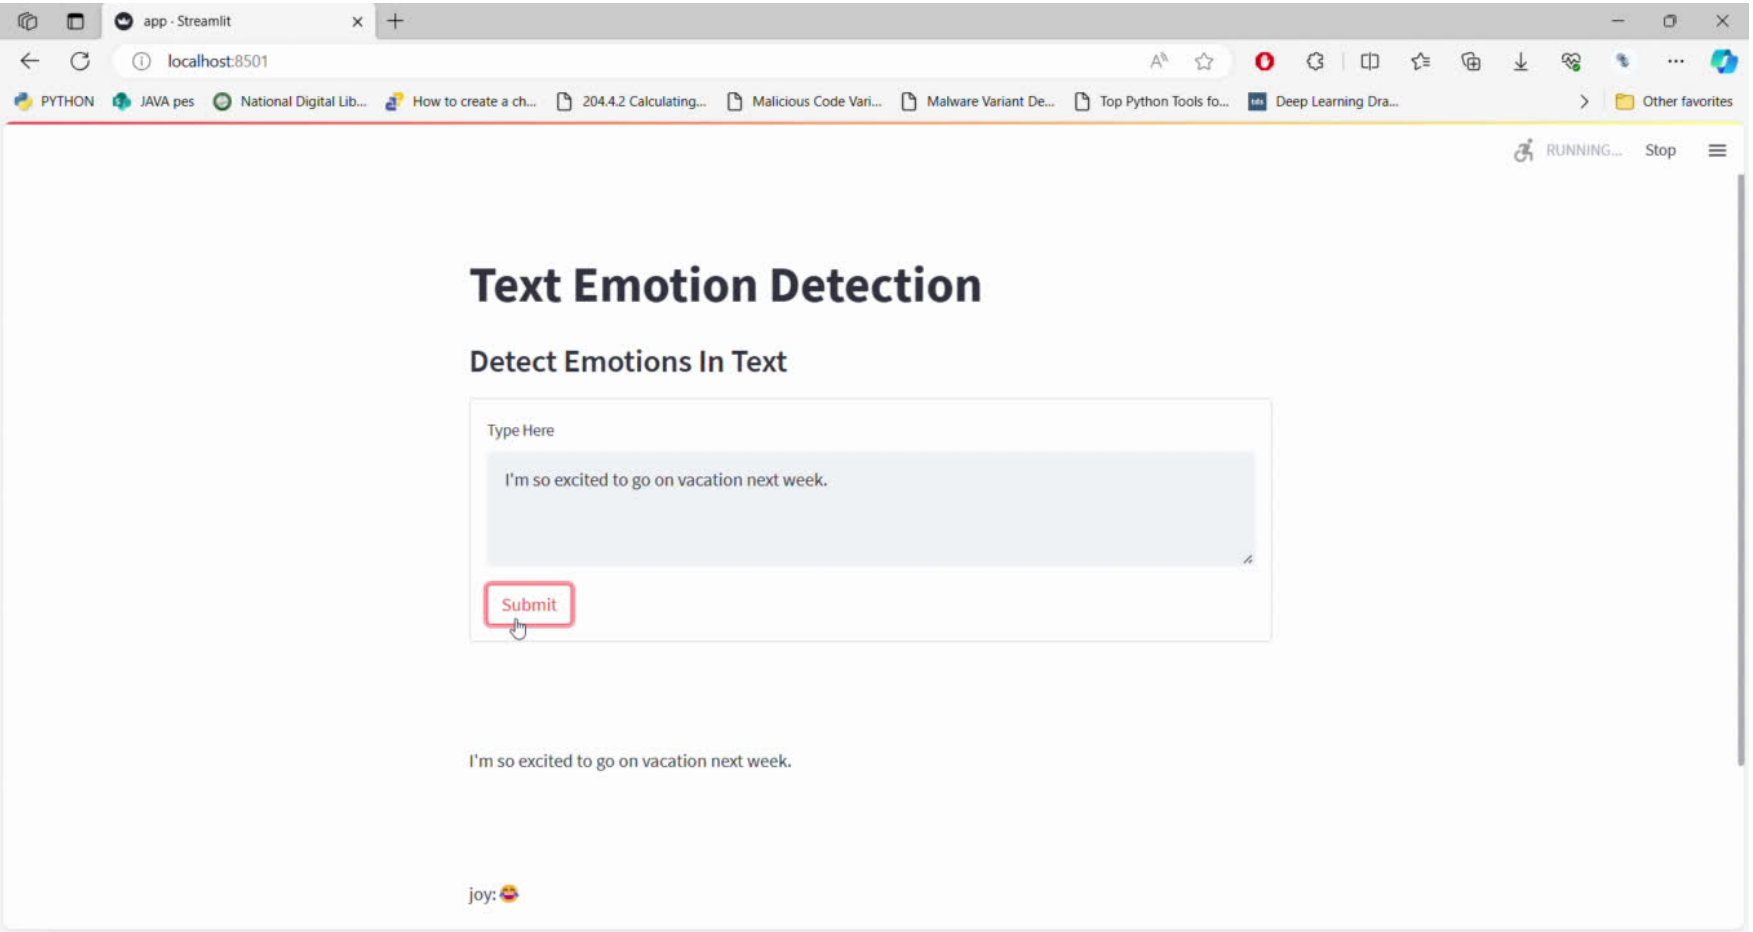 app · Streamlit
localhost:8501
PYTHON
JAVA pes
National Digital Lib...
How to create a ch...
204.4.2 Calculating...
Malicious Code Vari...
Malware Variant De...
Top Python Tools fo...
Deep Learning Dra...
Other favorites
RUNNING...
Stop
Text Emotion Detection
Detect Emotions In Text
Type Here
I'm so excited to go on vacation next week.
Submit
I'm so excited to go on vacation next week.
joy:😂